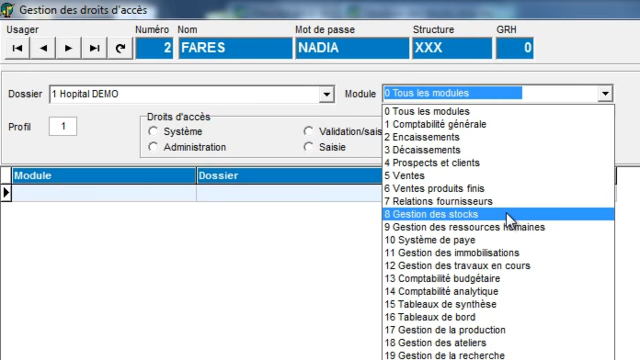 Gestion des droits d'accès
Usager
Numéro
Nom
Mot de passe
Structure
GRH
2
FARES
NADIA
XXX
0
Dossier
1 Hopital DEMO
Module
0 Tous les modules
Profil
1
Droits d'accès
Système
Validation/sais
Administration
Saisie
Module
Dossier
0 Tous les modules
1 Comptabilité générale
2 Encaissements
3 Décaissements
4 Prospects et clients
5 Ventes
6 Ventes produits finis
7 Relations fournisseurs
8 Gestion des stocks
9 Gestion des ressources humaines
10 Système de paye
11 Gestion des immobilisations
12 Gestion des travaux en cours
13 Comptabilité budgétaire
14 Comptabilité analytique
15 Tableaux de synthèse
16 Tableaux de bord
17 Gestion de la production
18 Gestion des ateliers
19 Gestion de la recherche